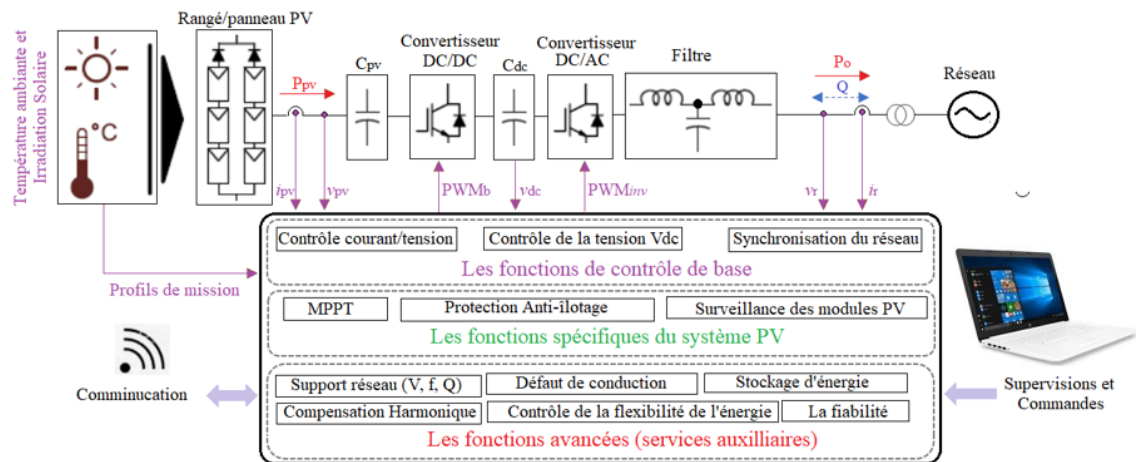 Température ambiante et
Irradiation Solaire
°C
Rangé/panneau PV
Ppv
Cpv
Convertisseur
DC/DC
Cdc
Convertisseur
DC/AC
Filtre
Po
Q
Réseau
ipv
vpv
PWMb
vdc
PWMinv
vr
ir
Profils de mission
Contrôle courant/tension
Contrôle de la tension Vdc
Synchronisation du réseau
Les fonctions de contrôle de base
MPPT
Protection Anti-îlotage
Surveillance des modules PV
Les fonctions spécifiques du système PV
Support réseau (V, f, Q)
Défaut de conduction
Stockage d'énergie
Compensation Harmonique
Contrôle de la flexibilité de l'énergie
La fiabilité
Les fonctions avancées (services auxilliaires)
Comminucation
Supervisions et
Commandes